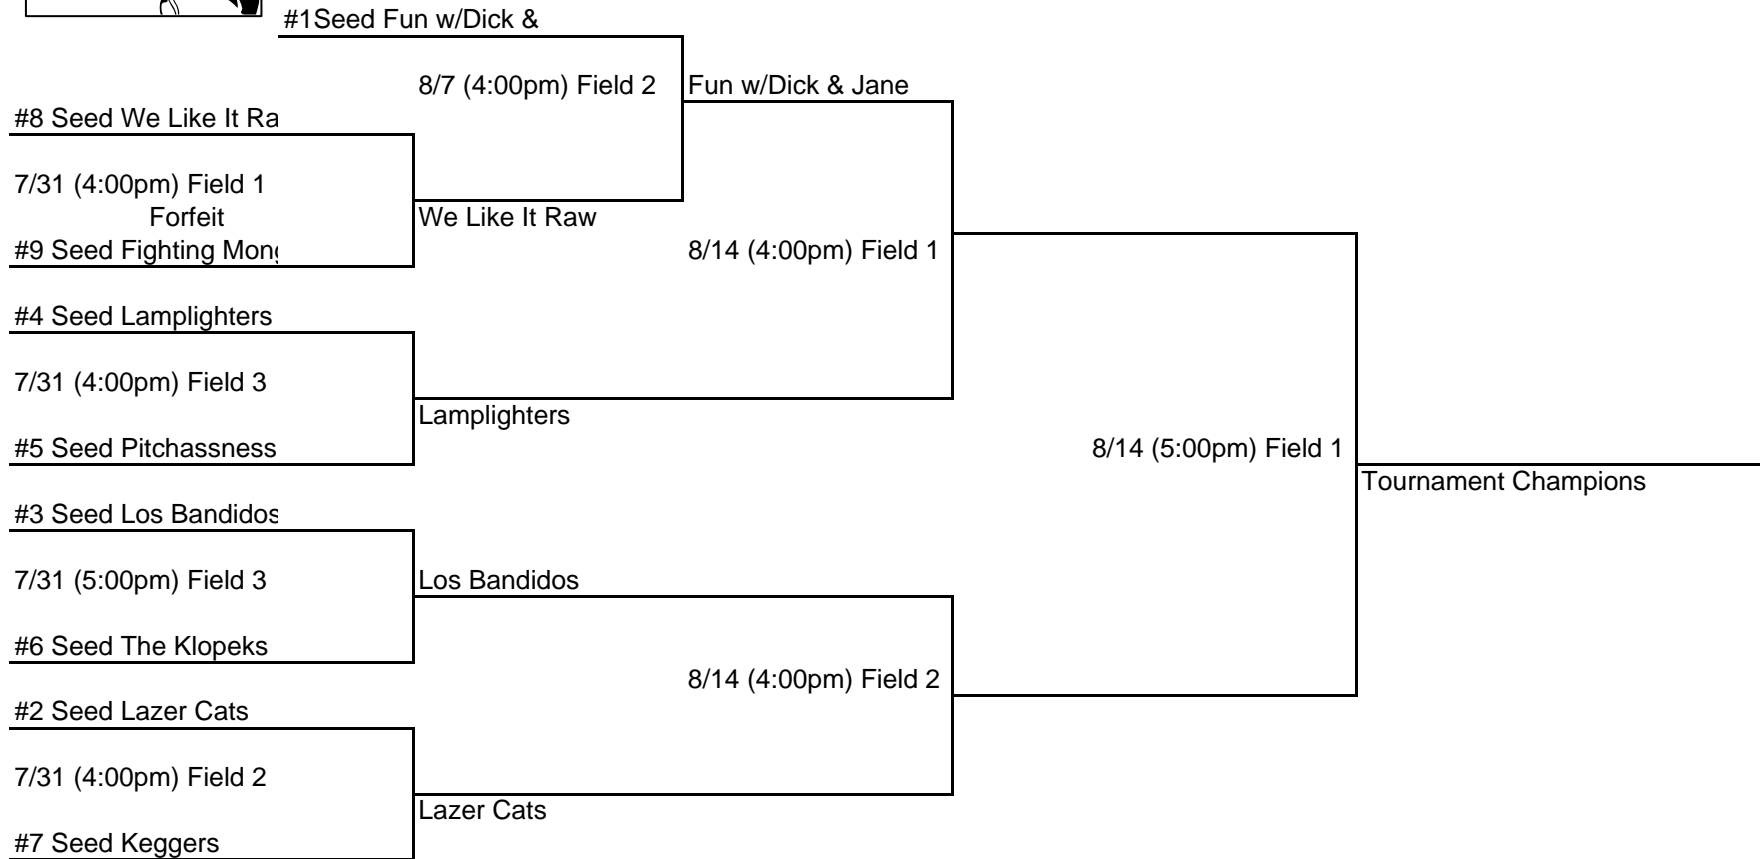 #1Seed Fun w/Dick &
8/7 (4:00pm) Field 2
Fun w/Dick & Jane
#8 Seed We Like It Ra
7/31 (4:00pm) Field 1
Forfeit
We Like It Raw
#9 Seed Fighting Mong
8/14 (4:00pm) Field 1
#4 Seed Lamplighters
7/31 (4:00pm) Field 3
Lamplighters
#5 Seed Pitchassness
8/14 (5:00pm) Field 1
Tournament Champions
#3 Seed Los Bandidos
7/31 (5:00pm) Field 3
Los Bandidos
#6 Seed The Klopeks
8/14 (4:00pm) Field 2
#2 Seed Lazer Cats
7/31 (4:00pm) Field 2
Lazer Cats
#7 Seed Keggers